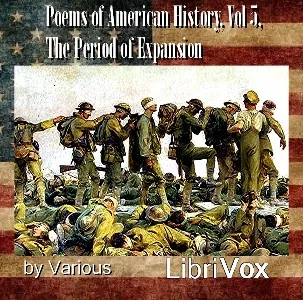 Poems of American History, Vol 5.,
The Period of Expansion
by Various
LibriVox